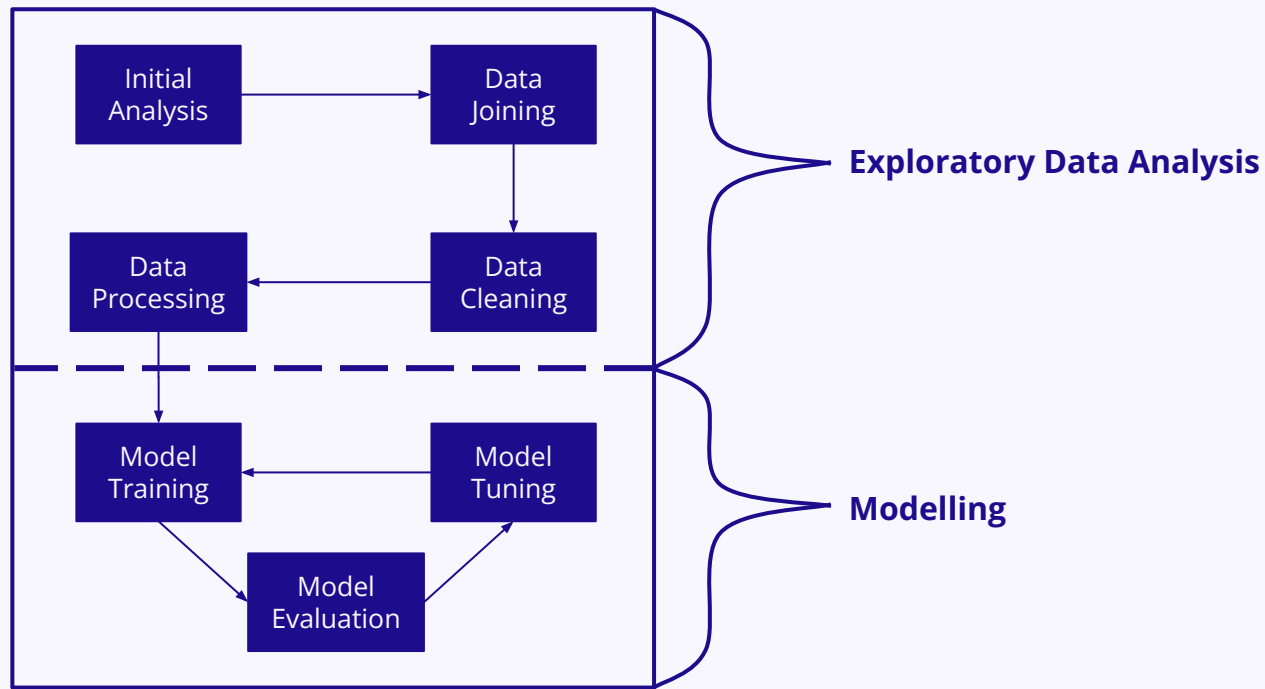 Initial
Analysis
Data
Joining
Exploratory Data Analysis
Data
Processing
Data
Cleaning
Model
Training
Model
Tuning
Modelling
Model
Evaluation